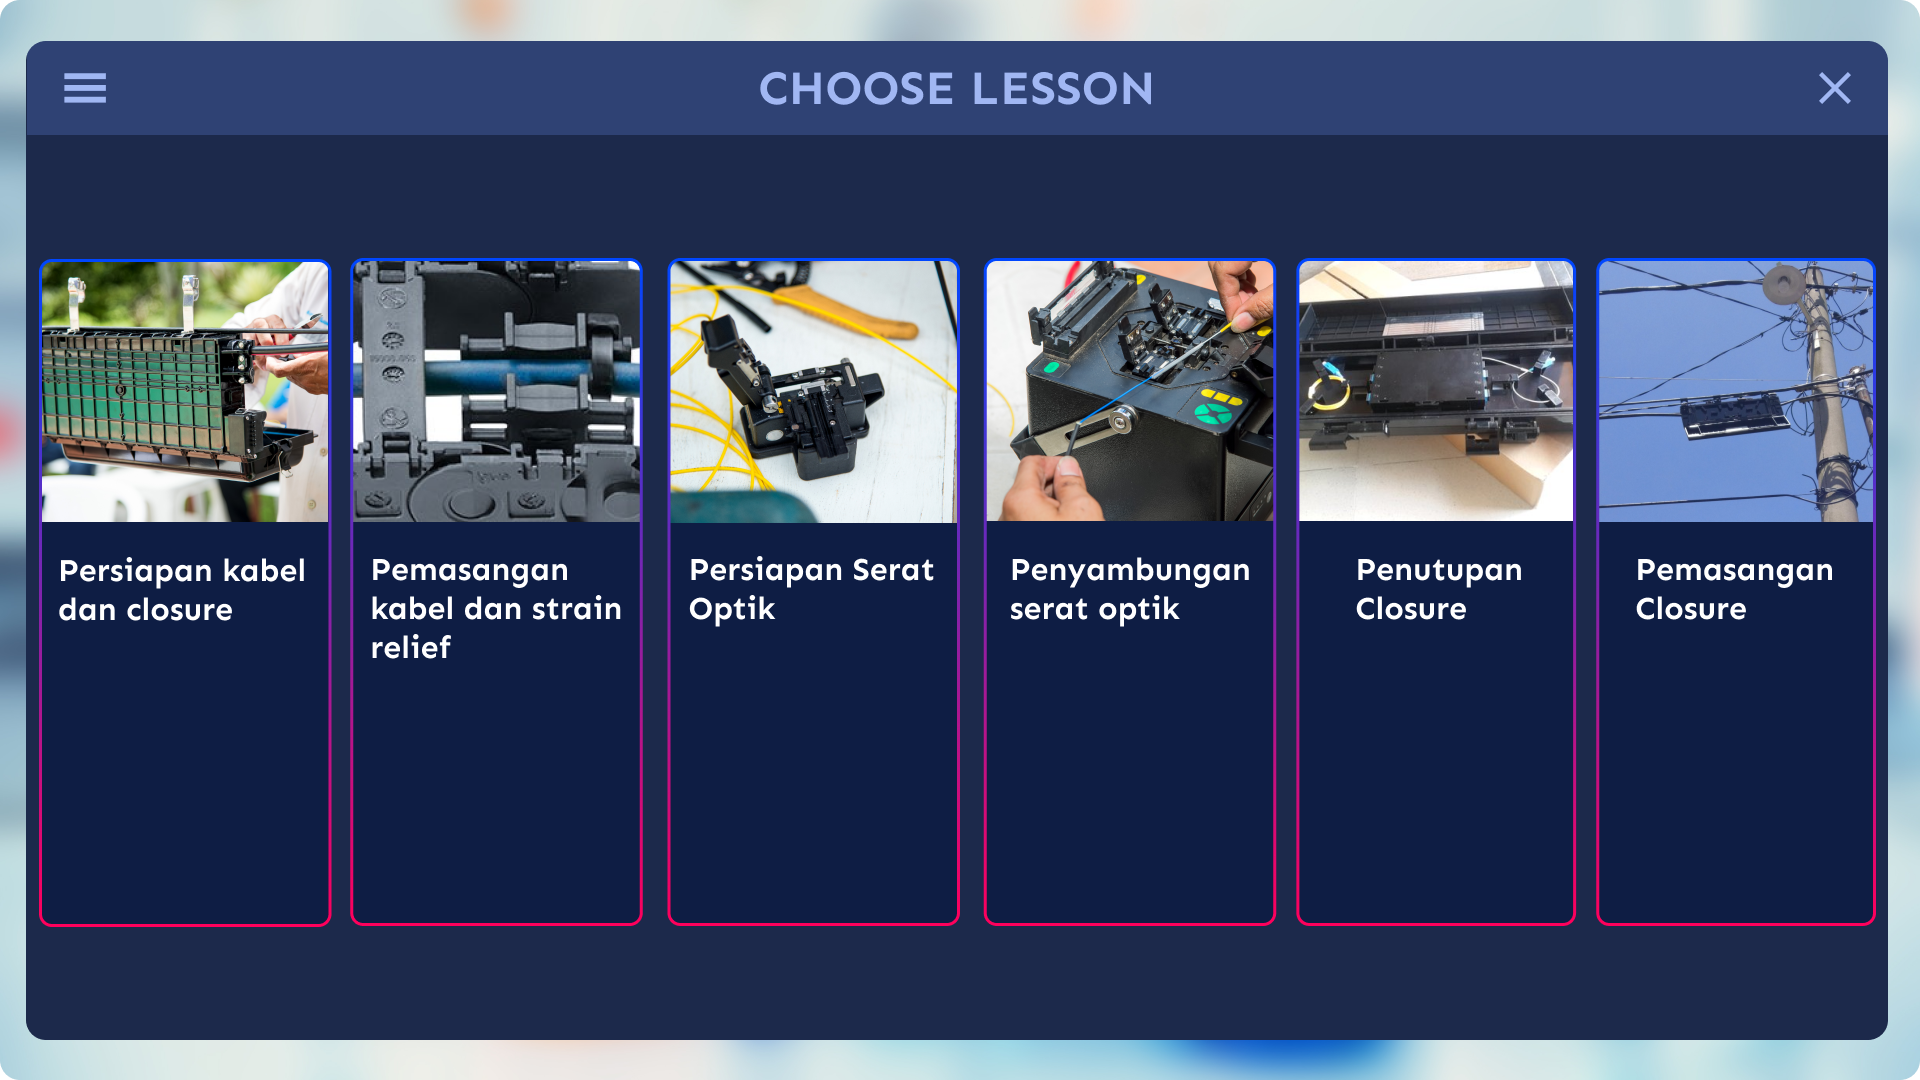 CHOOSE LESSON
Persiapan kabel
dan closure
Pemasangan
kabel dan strain
relief
Persiapan Serat
Optik
Penyambungan
serat optik
Penutupan
Closure
Pemasangan
Closure